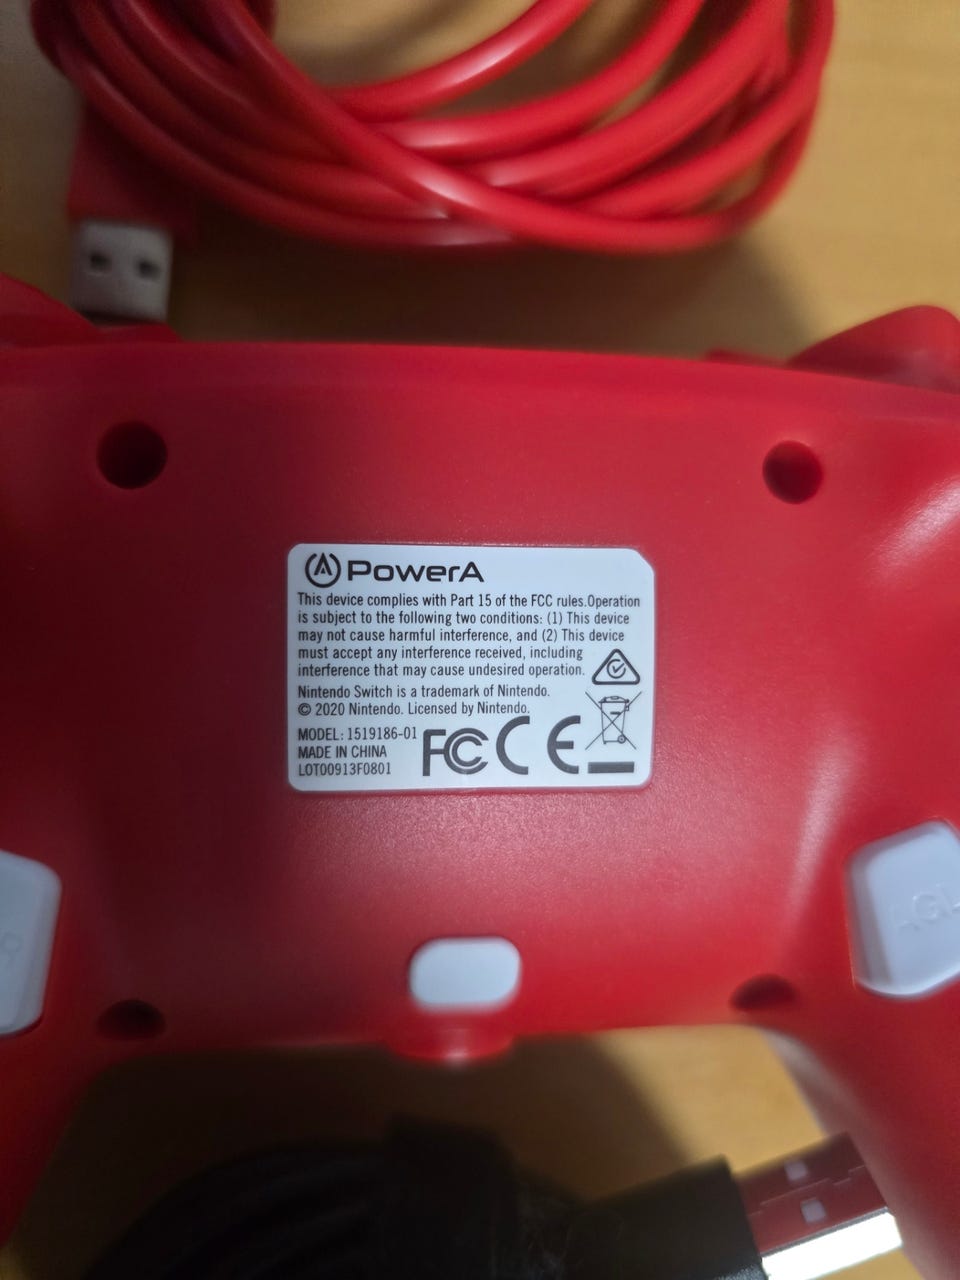 PowerA
This device complies with Part 15 of the FCC rules.Operation
is subject to the following two conditions: (1) This device
may not cause harmful interference, and (2) This device
must accept any interference received, including
interference that may cause undesired operation.
Nintendo Switch is a trademark of Nintendo.
© 2020 Nintendo. Licensed by Nintendo.
MODEL: 1519186-01
MADE IN CHINA
LOT00913F0801
FC CE
AGL